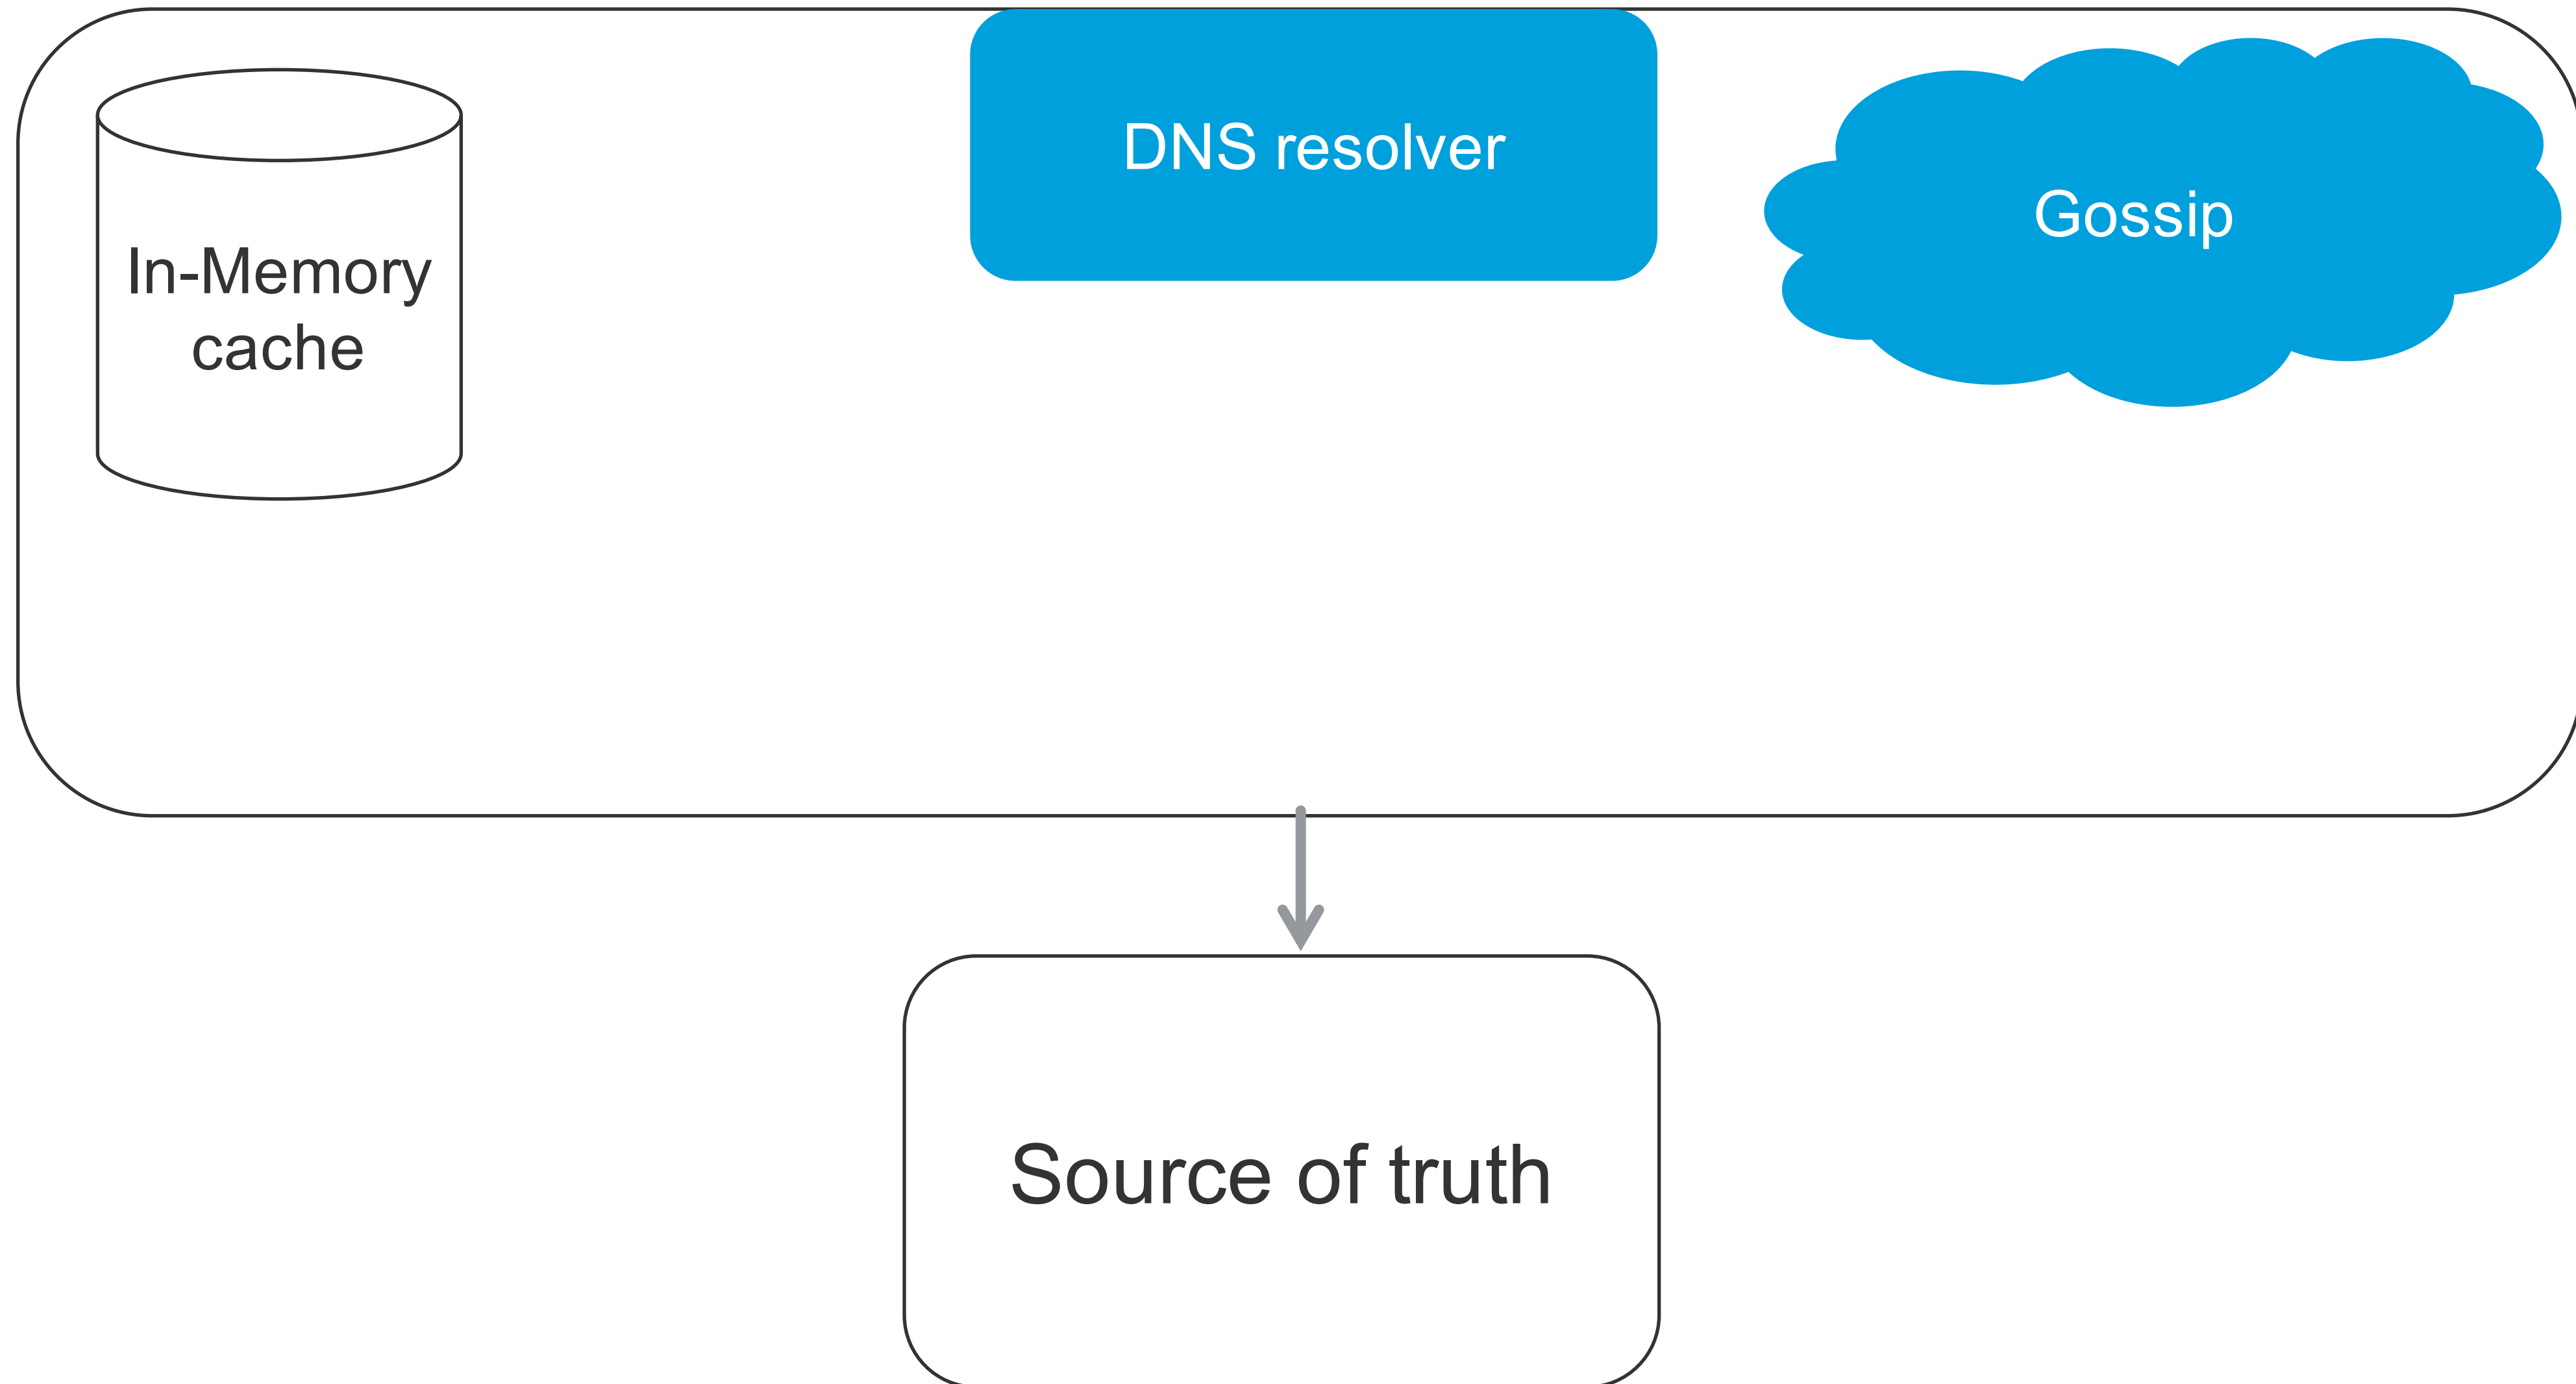 DNS resolver
Gossip
In-Memory
cache
Source of truth